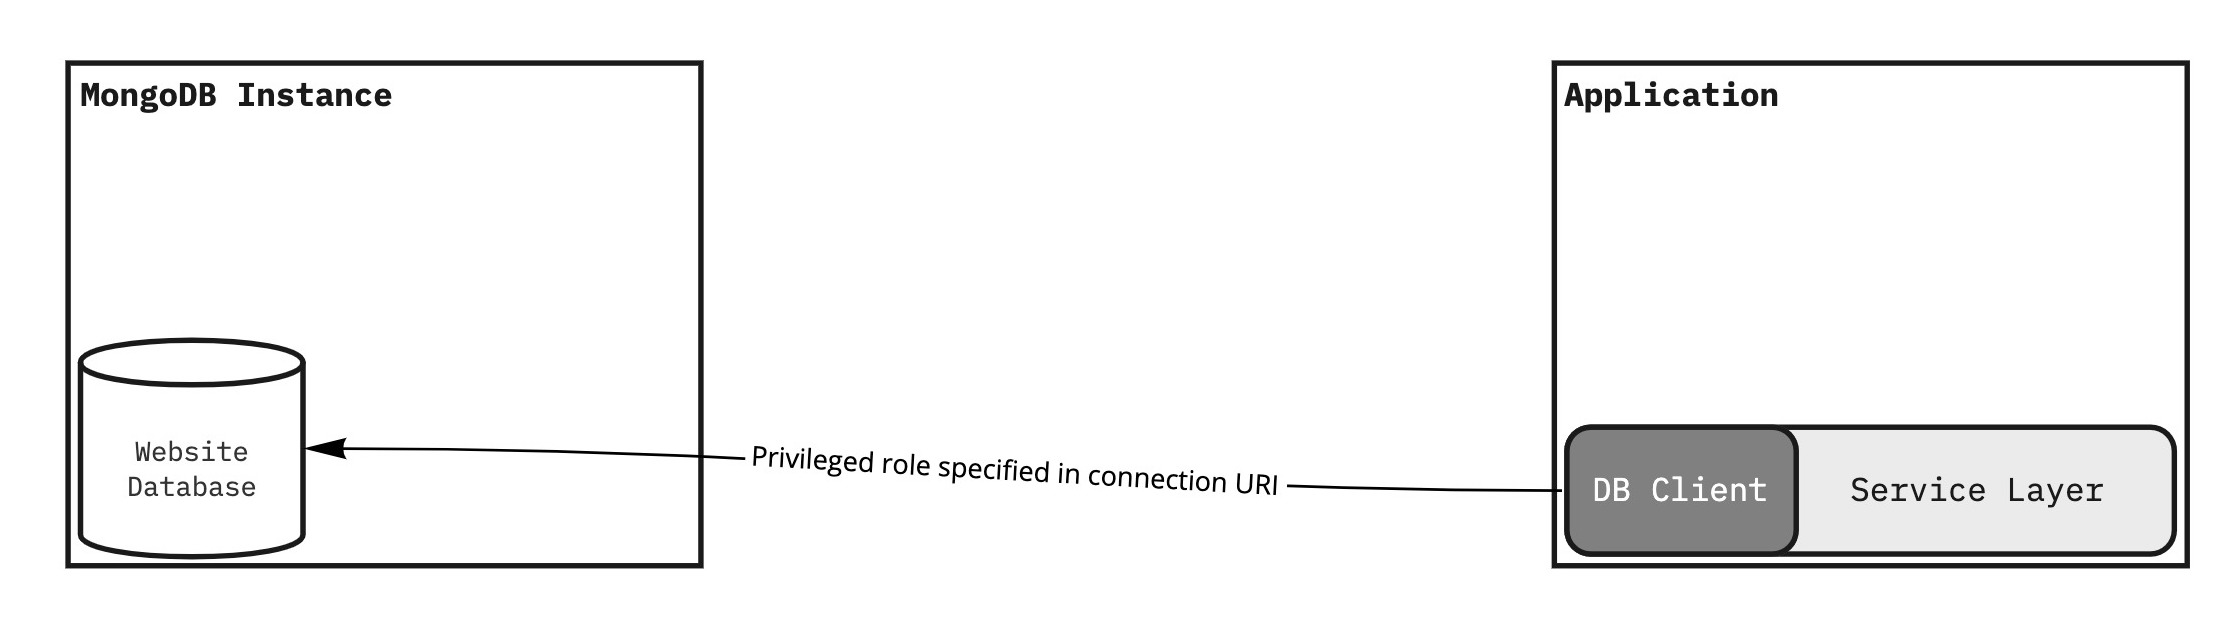 MongoDB Instance
Application
Website
Database
Privileged role specified in connection URI
DB Client
Service Layer